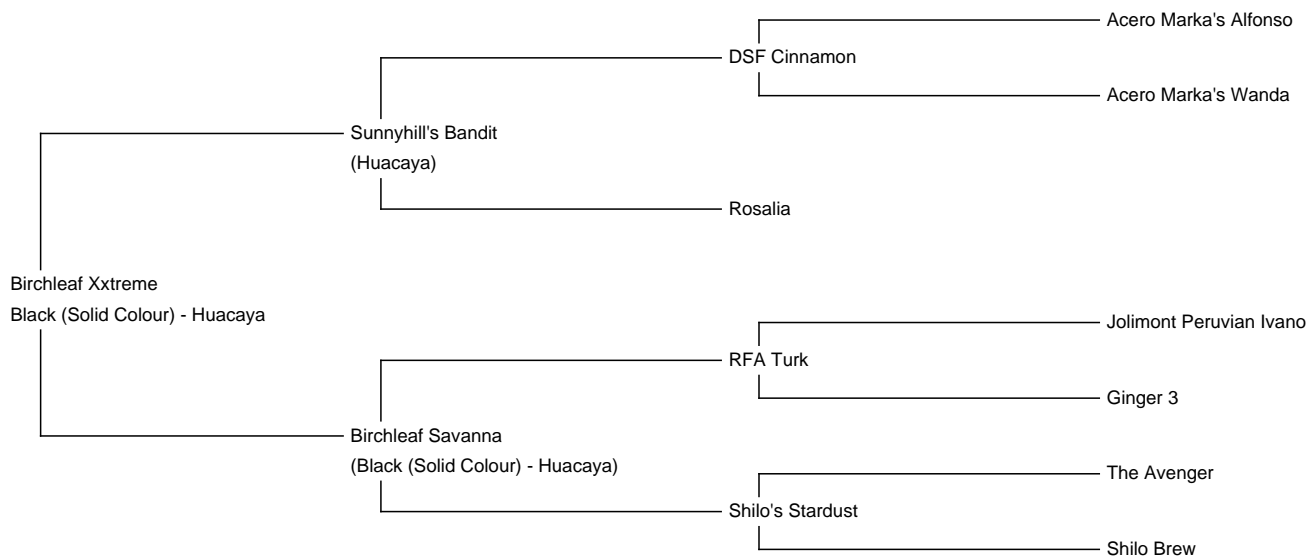 Acero Marka's Alfonso
DSF Cinnamon
Acero Marka's Wanda
Sunnyhill's Bandit
(Huacaya)
Rosalia
Birchleaf Xxtreme
Black (Solid Colour) - Huacaya
Jolimont Peruvian Ivano
RFA Turk
Ginger 3
Birchleaf Savanna
(Black (Solid Colour) - Huacaya)
The Avenger
Shilo's Stardust
Shilo Brew